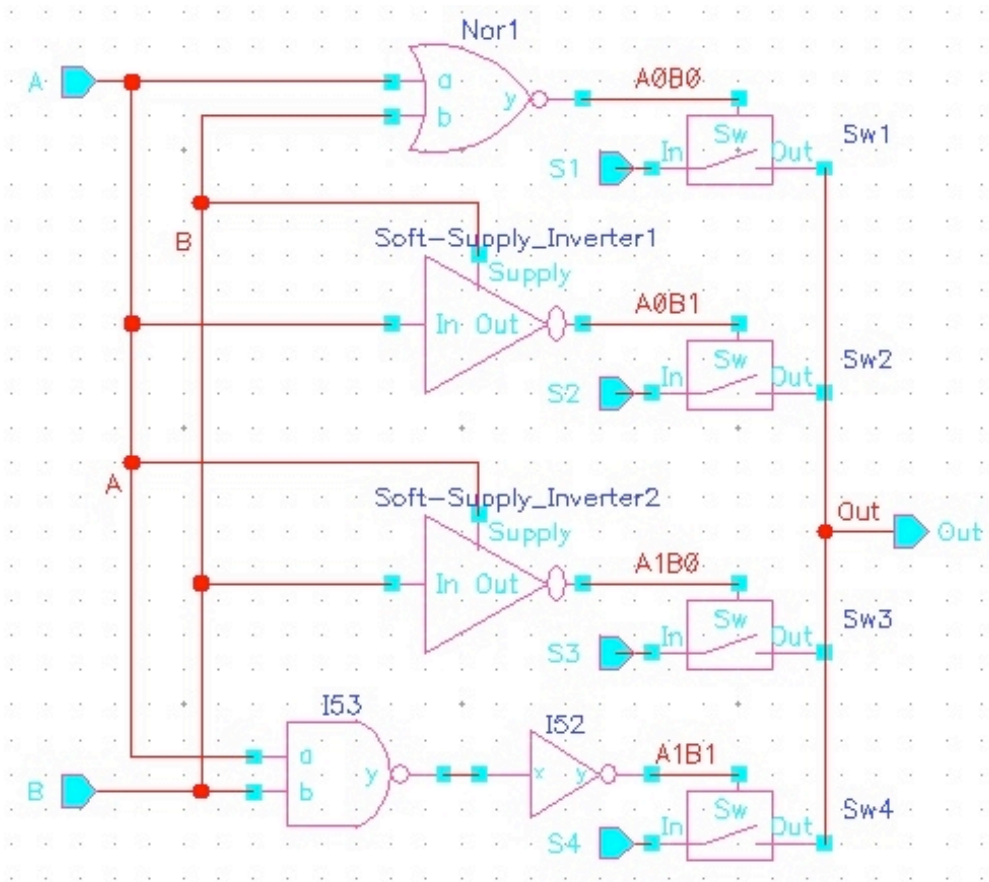 Nor1
A
a
b
y
A0B0
Sw
Sw1
S1
In
Out
B
Soft-Supply_Inverter1
Supply
In Out
A0B1
Sw
Sw2
S2
In
Out
A
Soft-Supply_Inverter2
Supply
In Out
A1B0
Out
Out
Sw
Sw3
S3
In
Out
I53
a
b
y
B
I52
x y
A1B1
Sw
Sw4
S4
In
Out